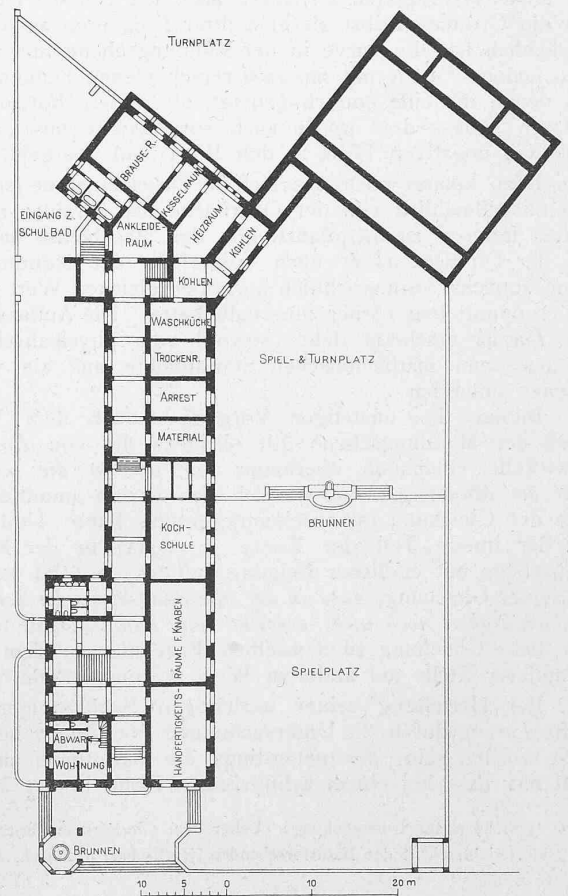 TURNPLATZ
BRAUSE-R.
KESSELRAUM
HEIZRAUM
EINGANG Z.
SCHULBAD
ANKLEIDE-
RAUM
KOHLEN
KOHLEN
WASCHKÜCHE
TROCKENR.
SPIEL- & TURNPLATZ
ARREST
MATERIAL
KOCH-
SCHULE
BRUNNEN
HANDFERTIGKEITS-
RÄUME F. KNABEN
SPIELPLATZ
ABWART
WOHNUNG
BRUNNEN
10 5 0 10 20 m